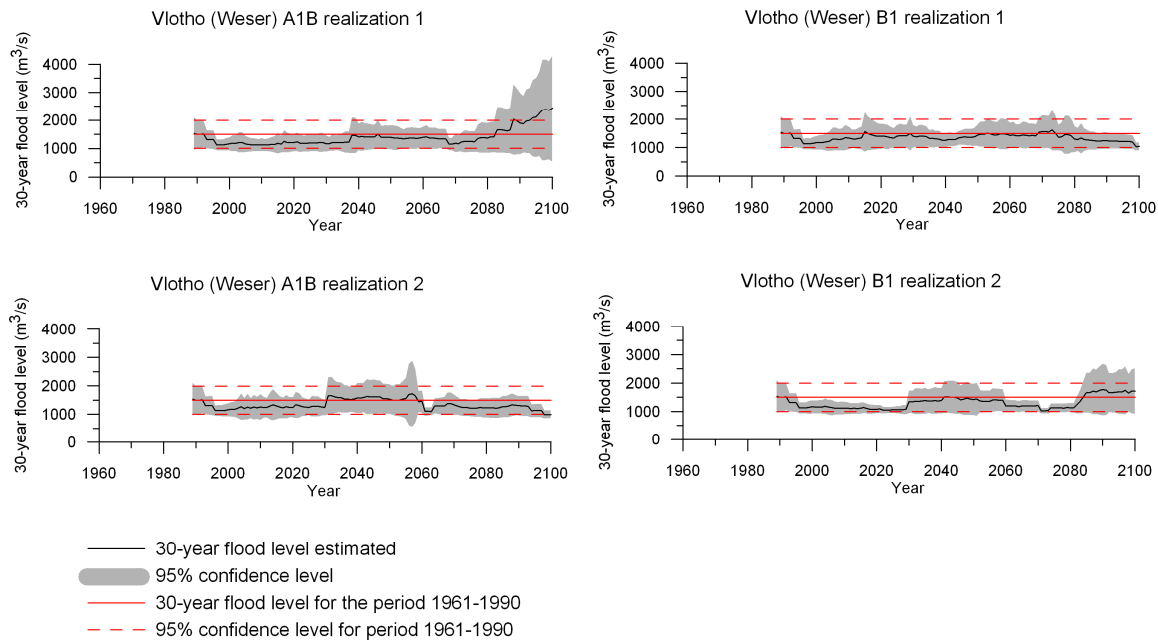 Vlotho (Weser) A1B realization 1
30-year flood level (m³/s)
4000
3000
2000
1000
0
1960 1980 2000 2020 2040 2060 2080 2100
Year
Vlotho (Weser) B1 realization 1
30-year flood level (m³/s)
4000
3000
2000
1000
0
1960 1980 2000 2020 2040 2060 2080 2100
Year
Vlotho (Weser) A1B realization 2
30-year flood level (m³/s)
4000
3000
2000
1000
0
1960 1980 2000 2020 2040 2060 2080 2100
Year
Vlotho (Weser) B1 realization 2
30-year flood level (m³/s)
4000
3000
2000
1000
0
1960 1980 2000 2020 2040 2060 2080 2100
Year
30-year flood level estimated
95% confidence level
30-year flood level for the period 1961-1990
95% confidence level for period 1961-1990